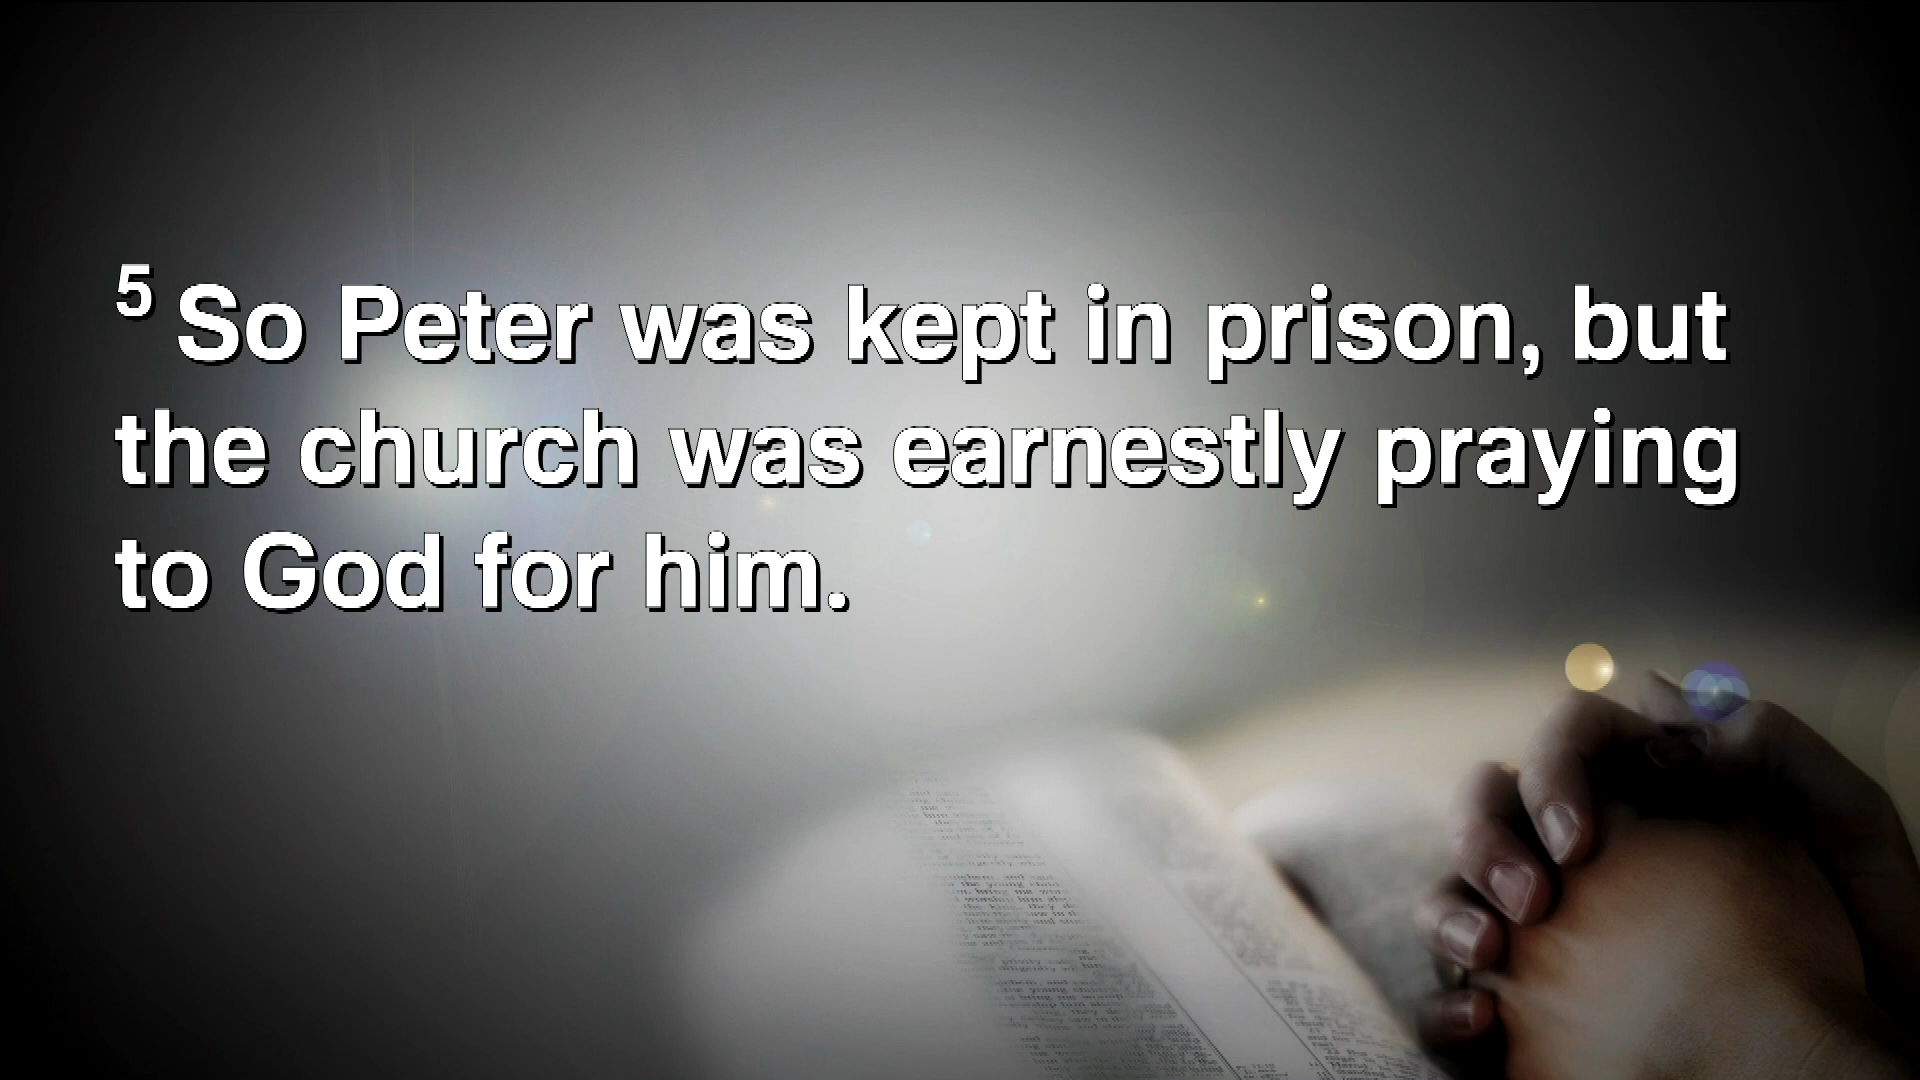 5 So Peter was kept in prison, but
the church was earnestly praying
to God for him.